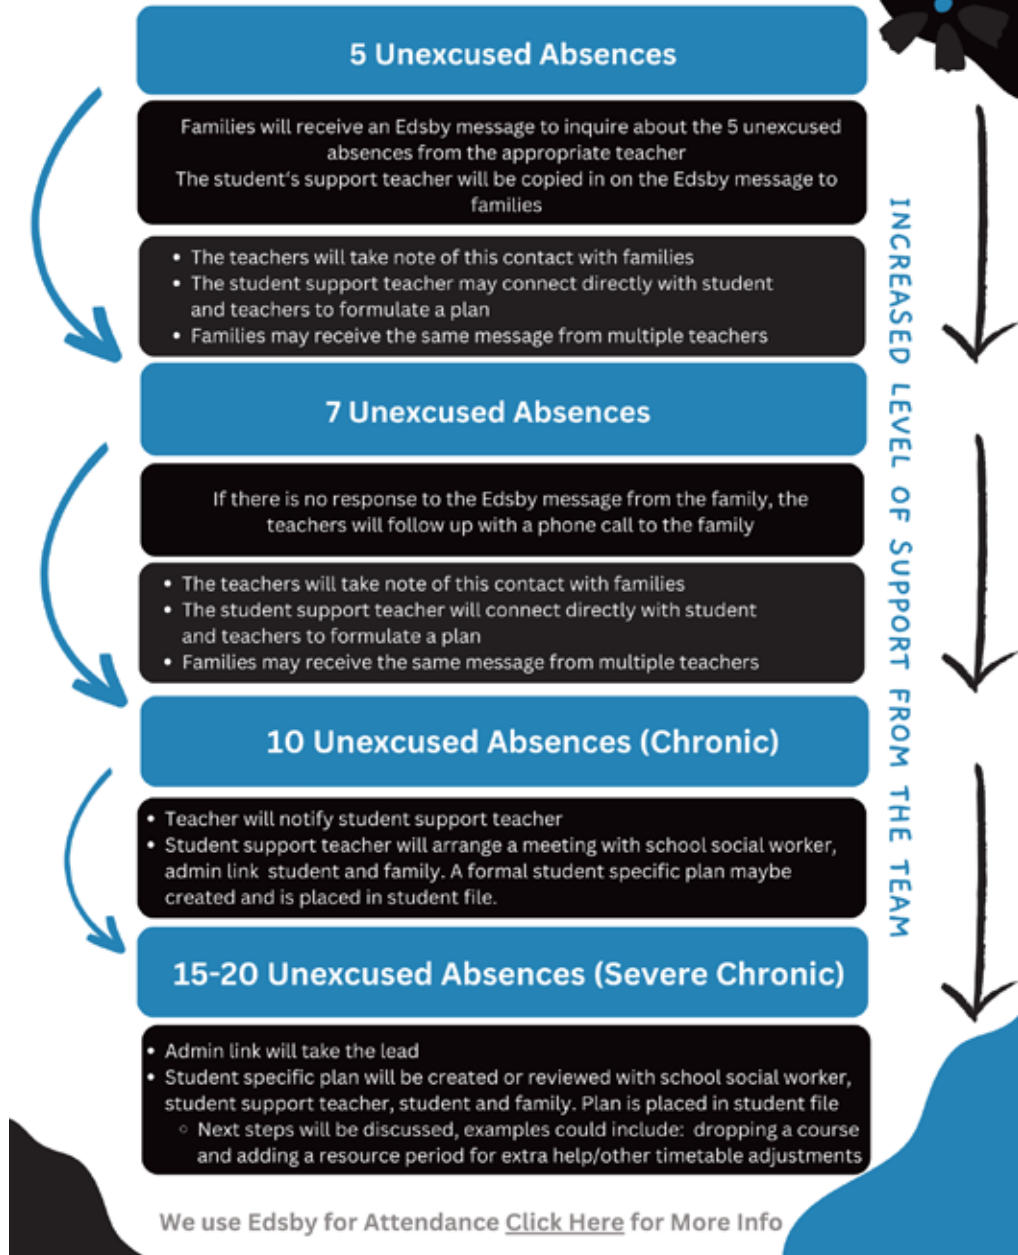 5 Unexcused Absences
Families will receive an Edsby message to inquire about the 5 unexcused
absences from the appropriate teacher
The student's support teacher will be copied in on the Edsby message to
families
• The teachers will take note of this contact with families
• The student support teacher may connect directly with student
and teachers to formulate a plan
• Families may receive the same message from multiple teachers
7 Unexcused Absences
If there is no response to the Edsby message from the family, the
teachers will follow up with a phone call to the family
• The teachers will take note of this contact with families
• The student support teacher will connect directly with student
and teachers to formulate a plan
• Families may receive the same message from multiple teachers
10 Unexcused Absences (Chronic)
• Teacher will notify student support teacher
• Student support teacher will arrange a meeting with school social worker,
admin link student and family. A formal student specific plan maybe
created and is placed in student file.
15-20 Unexcused Absences (Severe Chronic)
• Admin link will take the lead
• Student specific plan will be created or reviewed with school social worker,
student support teacher, student and family. Plan is placed in student file
◦ Next steps will be discussed, examples could include: dropping a course
and adding a resource period for extra help/other timetable adjustments
INCREASED LEVEL OF SUPPORT FROM THE TEAM
We use Edsby for Attendance Click Here for More Info